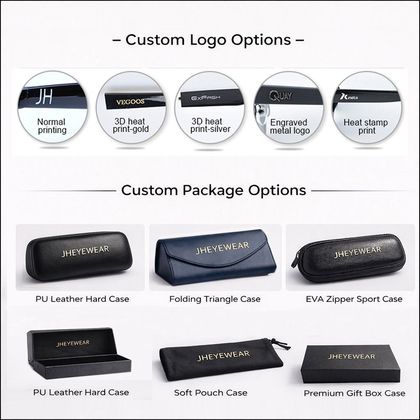 – Custom Logo Options –
JH
VEGOOS
QUAY
Normal
printing
3D heat
print-gold
3D heat
print-silver
Engraved
metal logo
Heat stamp
print
Custom Package Options
JHEYEWEAR
JHEYEWEAR
JHEYEWEAR
PU Leather Hard Case
Folding Triangle Case
EVA Zipper Sport Case
JHEYEWEAR
JHEYEWEAR
JHEYEWEAR
PU Leather Hard Case
Soft Pouch Case
Premium Gift Box Case